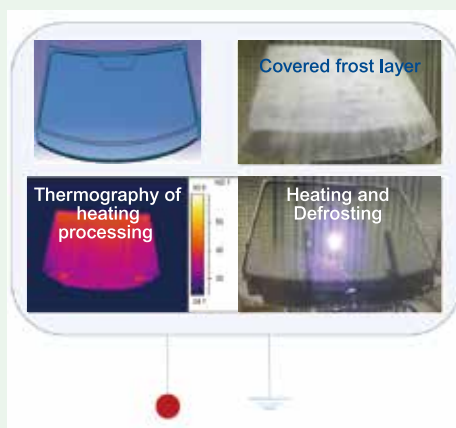 Covered frost layer
Thermography of
heating
processing
Heating and
Defrosting